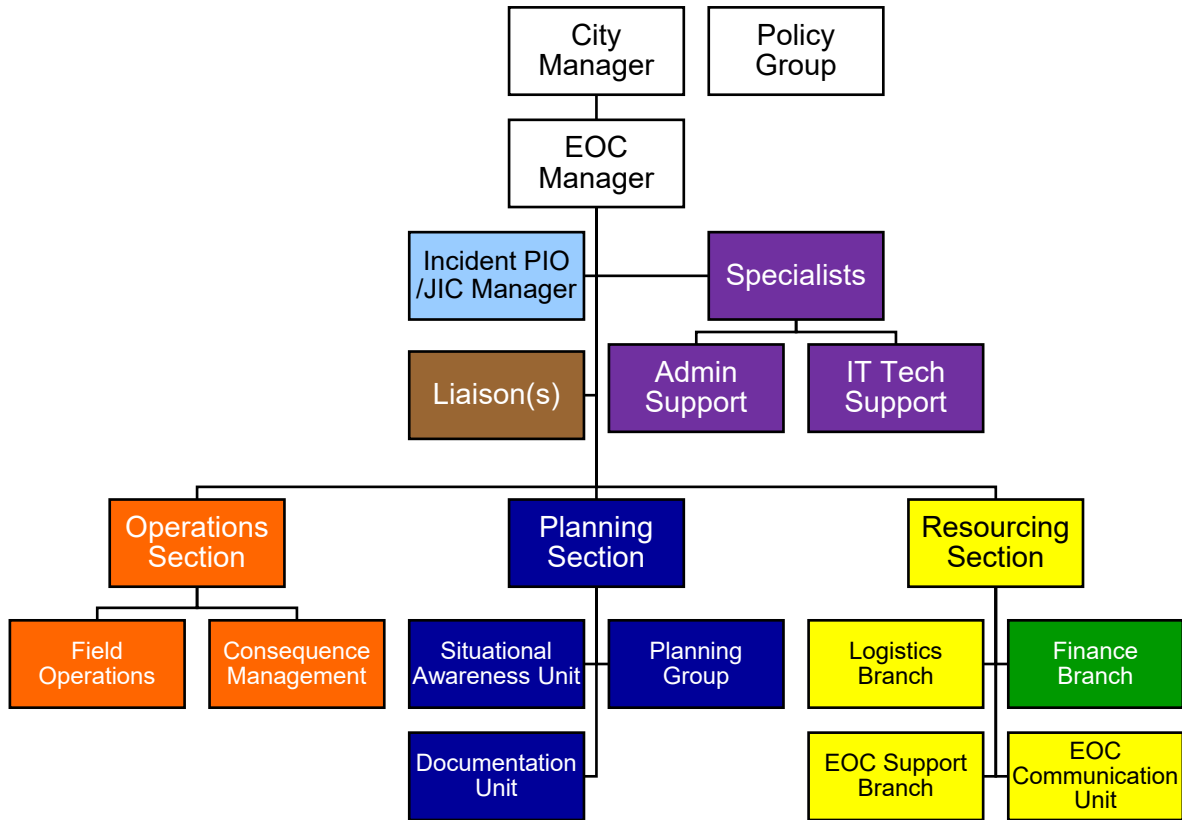 City
Manager
Policy
Group
EOC
Manager
Incident PIO
/JIC Manager
Specialists
Liaison(s)
Admin
Support
IT Tech
Support
Operations
Section
Planning
Section
Resourcing
Section
Field
Operations
Consequence
Management
Situational
Awareness Unit
Planning
Group
Logistics
Branch
Finance
Branch
Documentation
Unit
EOC Support
Branch
EOC
Communication
Unit